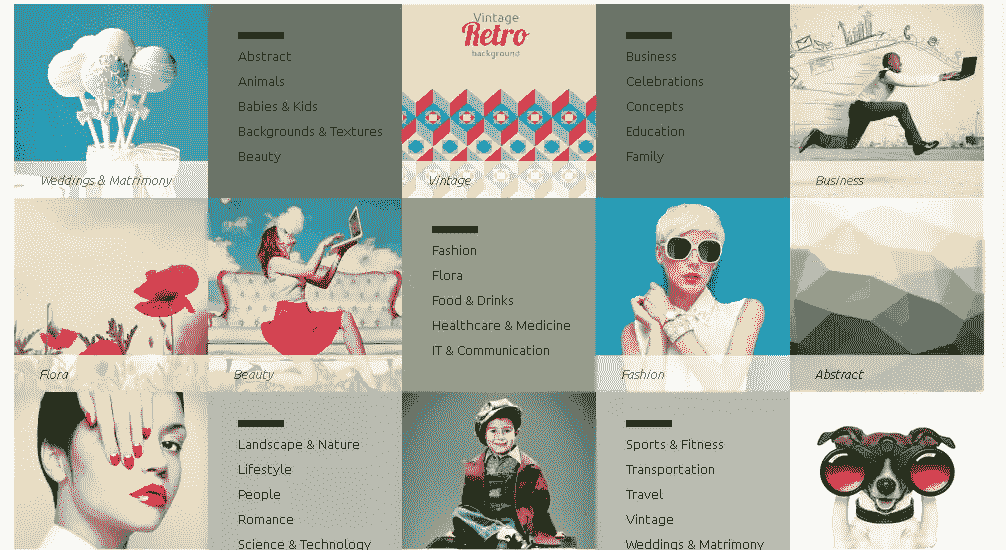 Vintage
Retro
background
Abstract
Animals
Babies & Kids
Backgrounds & Textures
Beauty
Business
Celebrations
Concepts
Education
Family
Weddings & Matrimony
Vintage
Business
Fashion
Flora
Food & Drinks
Healthcare & Medicine
IT & Communication
Flora
Beauty
Fashion
Abstract
Landscape & Nature
Lifestyle
People
Romance
Science & Technology
Sports & Fitness
Transportation
Travel
Vintage
Weddings & Matrimony